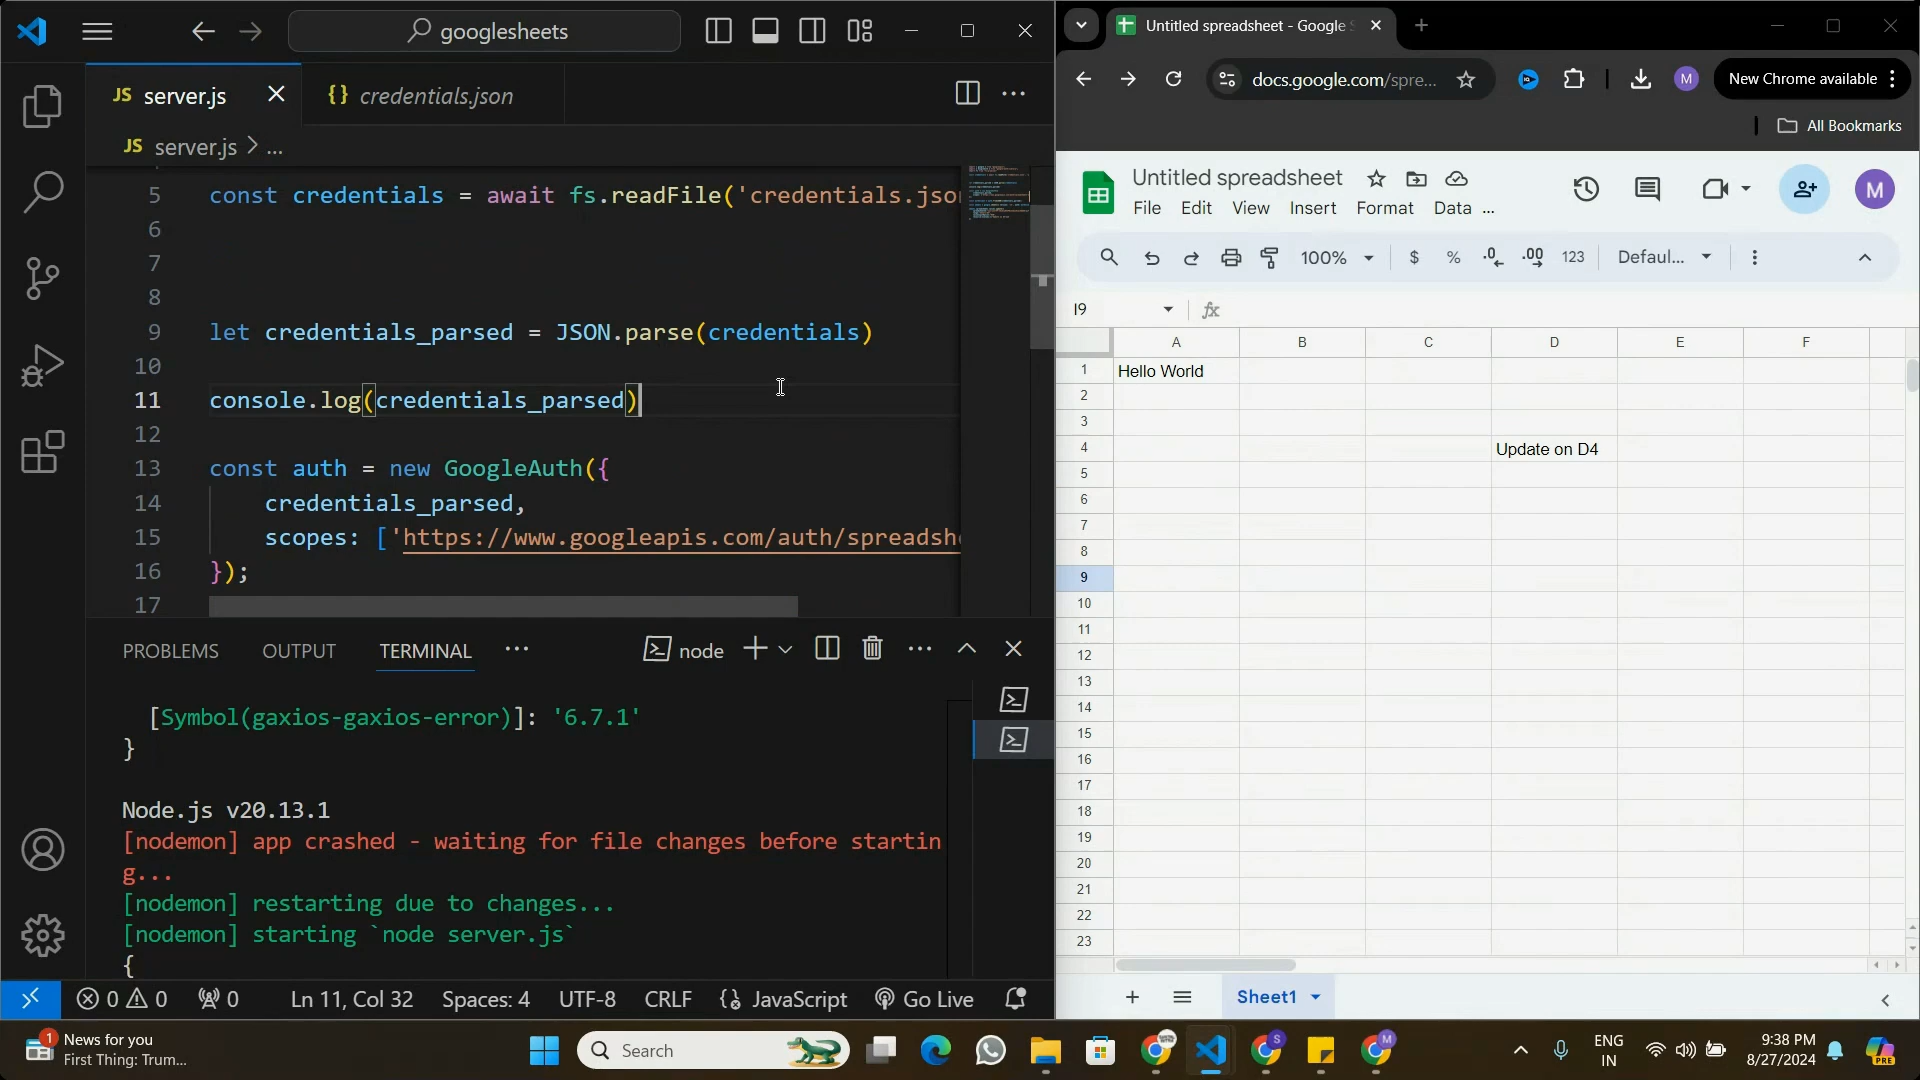 googlesheets
JS server.js
{} credentials.json
JS server.js > ...
5 const credentials = await fs.readFile('credentials.jso
6
7
8
9 let credentials_parsed = JSON.parse(credentials)
10
11 console.log(credentials_parsed)
12
13 const auth = new GoogleAuth({
14 credentials_parsed,
15 scopes: ['https://www.googleapis.com/auth/spreadsh
16 });
17
PROBLEMS OUTPUT TERMINAL ... node
[Symbol(gaxios-gaxios-error)]: '6.7.1'
}
Node.js v20.13.1
[nodemon] app crashed - waiting for file changes before startin
g...
[nodemon] restarting due to changes...
[nodemon] starting `node server.js`
{
0 0 0 Ln 11, Col 32 Spaces: 4 UTF-8 CRLF {} JavaScript Go Live
Untitled spreadsheet - Google S
docs.google.com/spre... M New Chrome available
All Bookmarks
Untitled spreadsheet
File Edit View Insert Format Data ...
M
100% $ % .0 .00 123 Defaul...
I9 fx
A B C D E F
1 Hello World
2
3
4 Update on D4
5
6
7
8
9
10
11
12
13
14
15
16
17
18
19
20
21
22
23
Sheet1
1 News for you
First Thing: Trum...
Search
S
M
ENG
IN
9:38 PM
8/27/2024
PRE